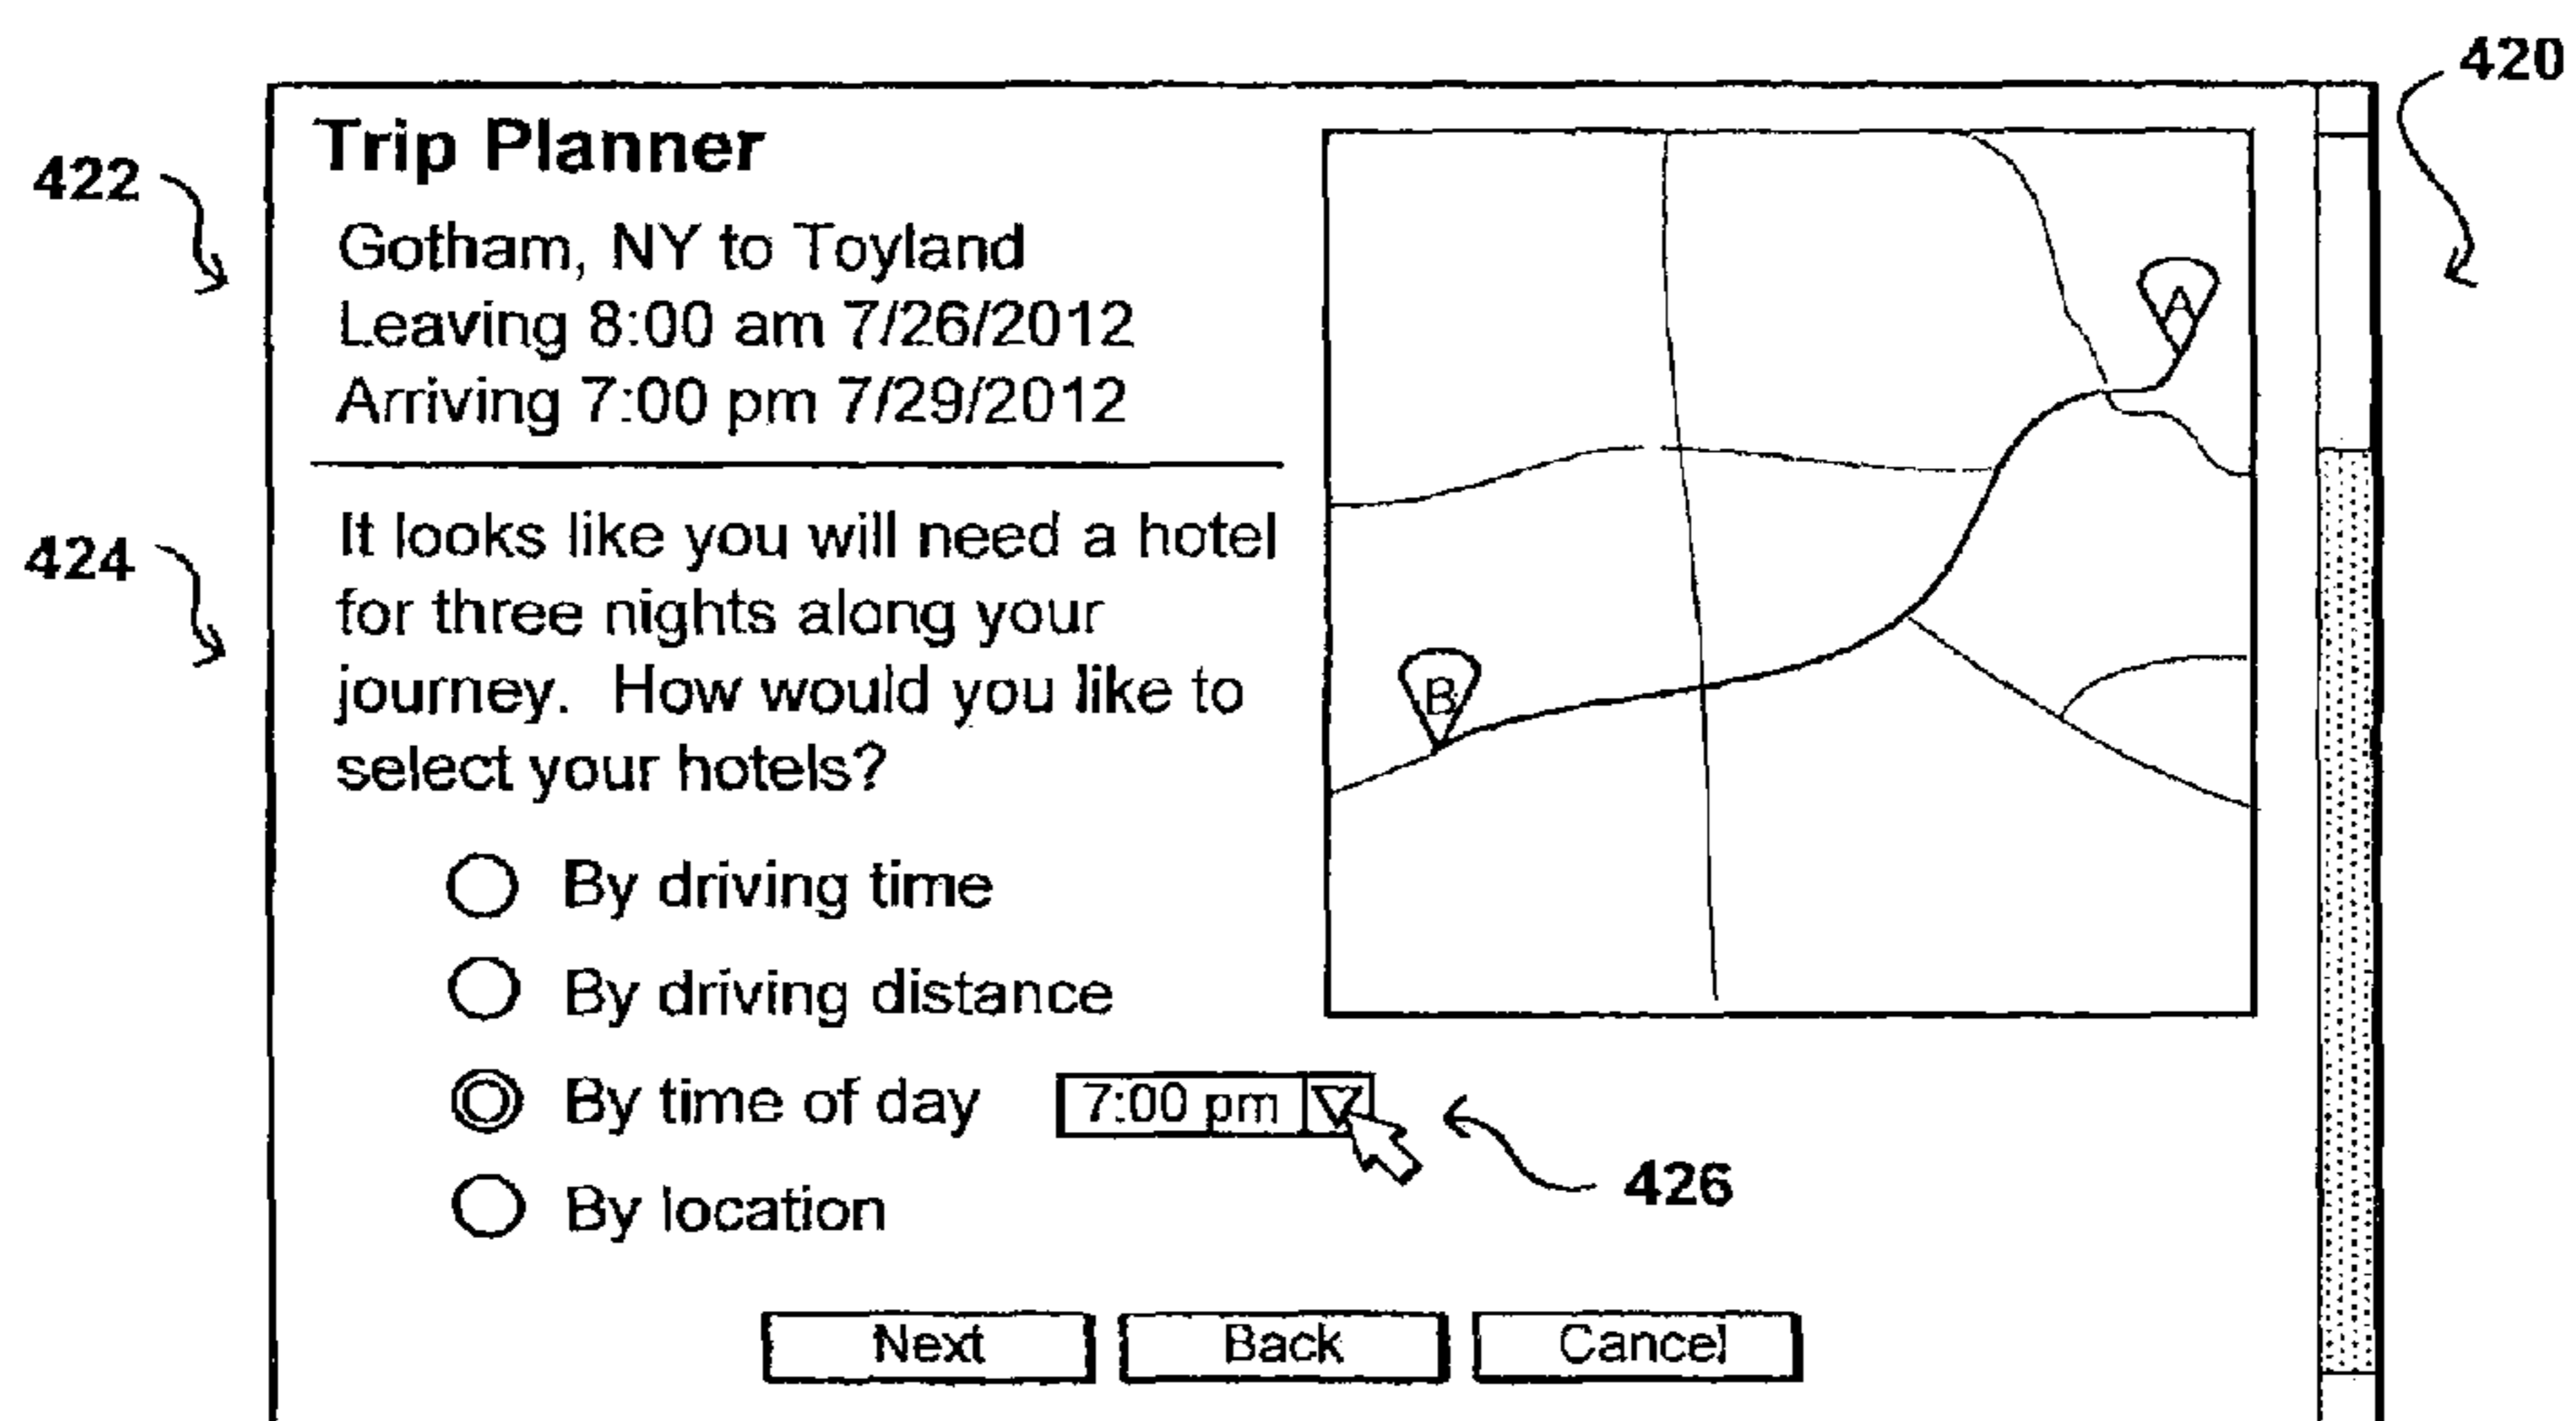 420
Trip Planner
422
Gotham, NY to Toyland
Leaving 8:00 am 7/26/2012
Arriving 7:00 pm 7/29/2012
424
It looks like you will need a hotel
for three nights along your
journey. How would you like to
select your hotels?
By driving time
By driving distance
By time of day 7:00 pm
426
By location
Next Back Cancel
A
B